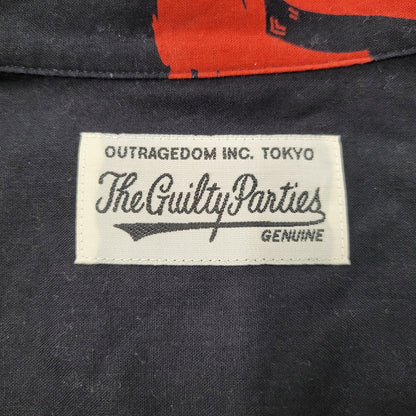 OUTRAGEDOM INC. TOKYO
The Guilty Parties
GENUINE